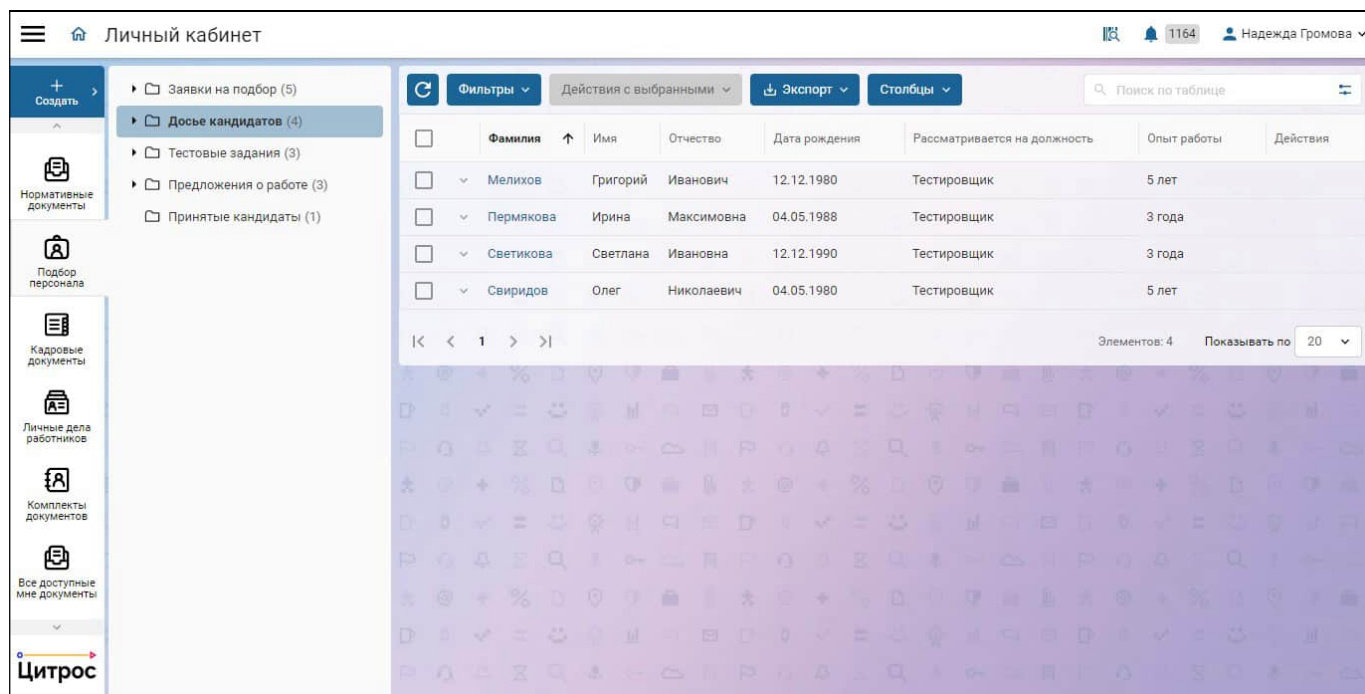 Личный кабинет
1164
Надежда Громова
+
Создать
Нормативные
документы
Подбор
персонала
Кадровые
документы
Личные дела
работников
Комплекты
документов
Все доступные
мне документы
Цитрос
Заявки на подбор (5)
Досье кандидатов (4)
Тестовые задания (3)
Предложения о работе (3)
Принятые кандидаты (1)
Фильтры Действия с выбранными Экспорт Столбцы Поиск по таблице
Фамилия Имя Отчество Дата рождения Рассматривается на должность Опыт работы Действия
Мелихов Григорий Иванович 12.12.1980 Тестировщик 5 лет
Пермякова Ирина Максимовна 04.05.1988 Тестировщик 3 года
Светикова Светлана Ивановна 12.12.1990 Тестировщик 3 года
Свиридов Олег Николаевич 04.05.1980 Тестировщик 5 лет
1 Элементов: 4 Показывать по 20